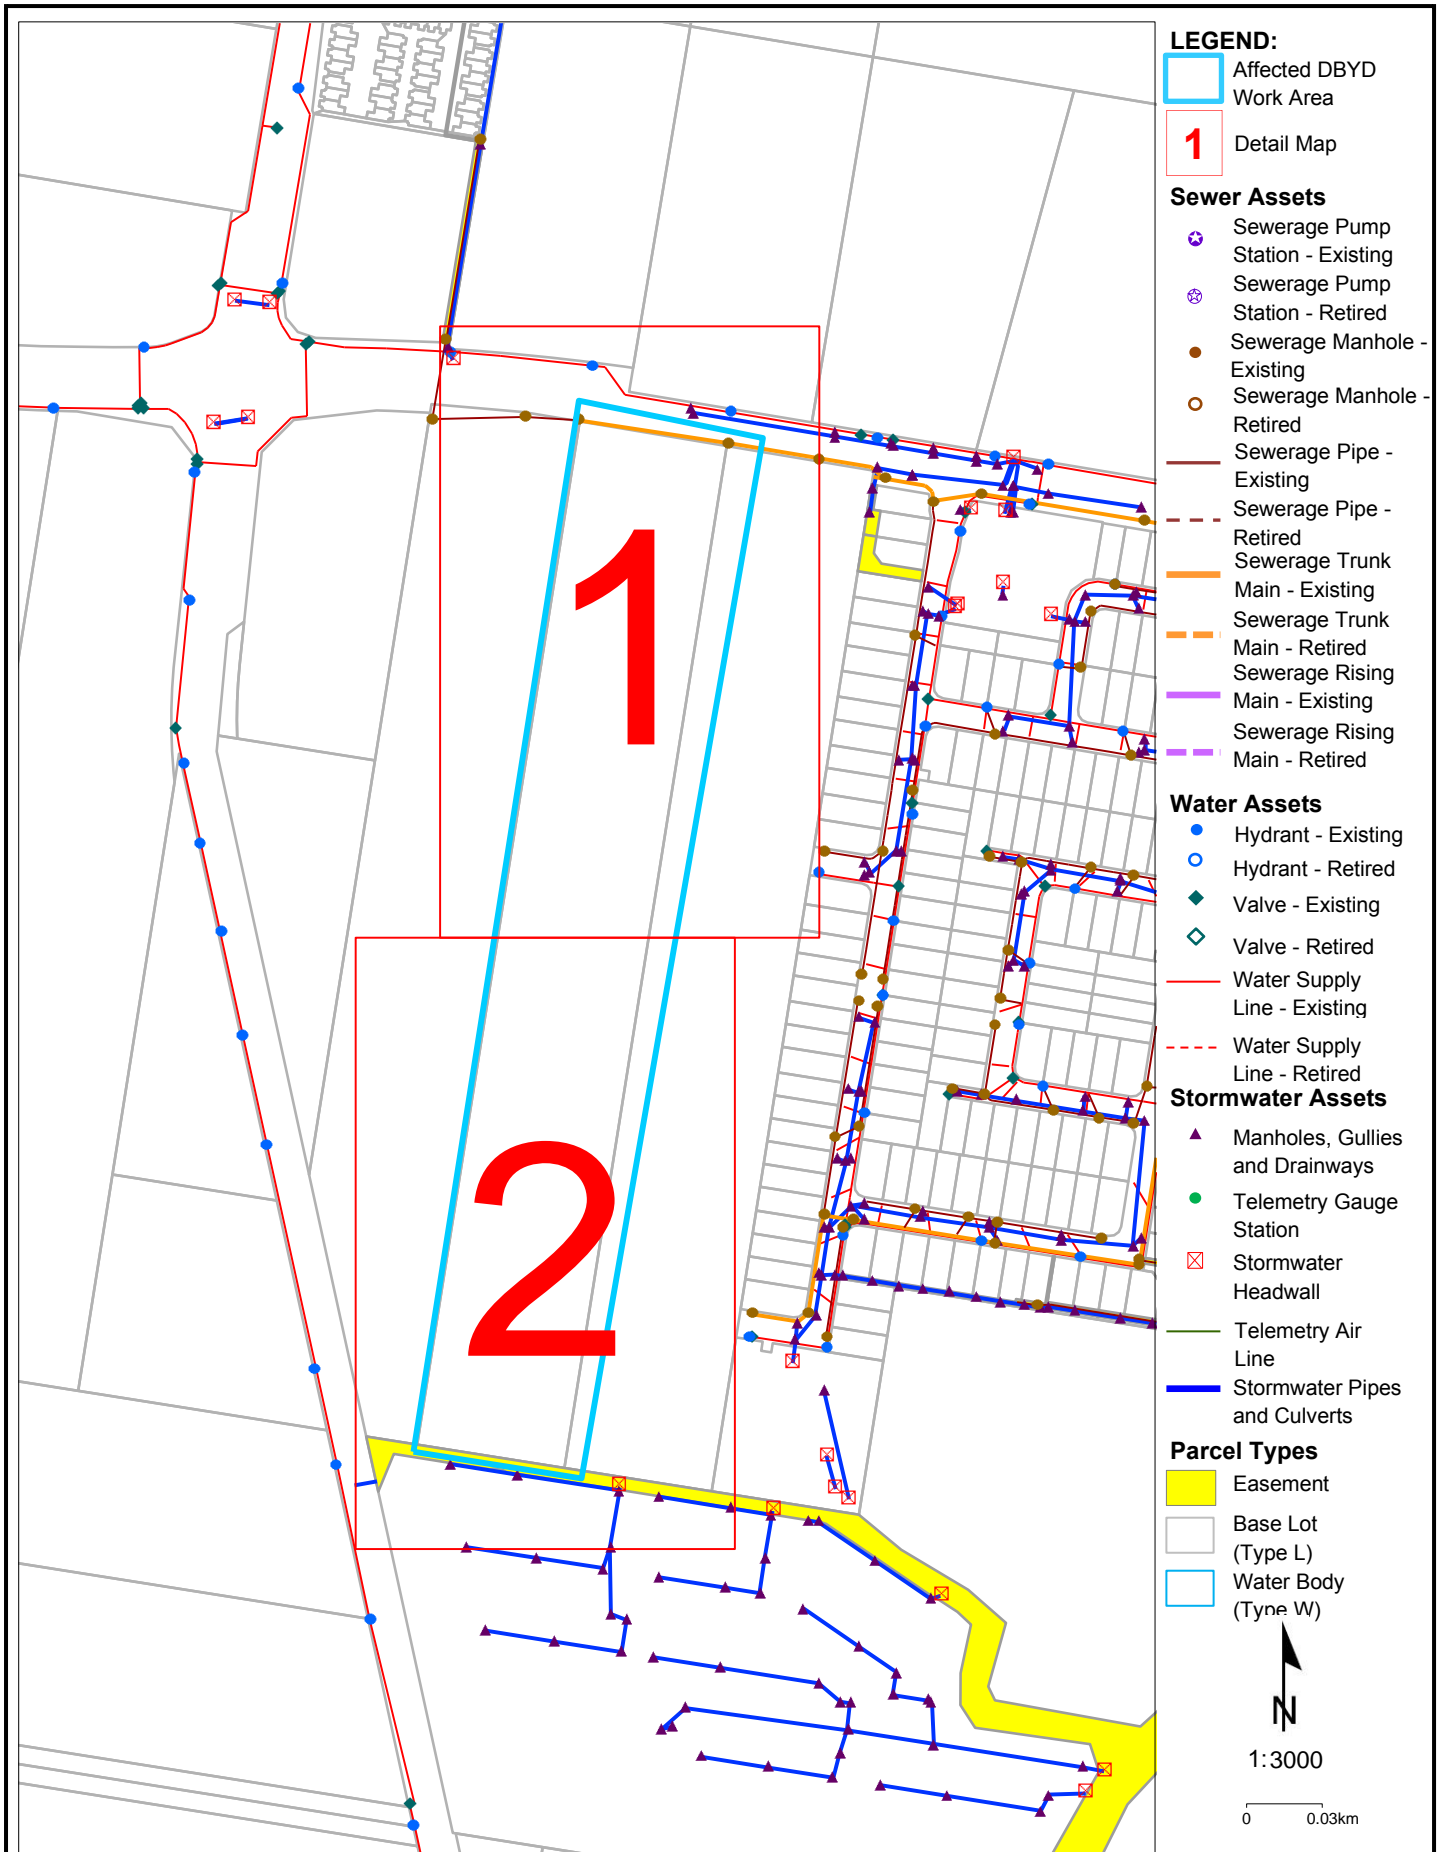 1
2
LEGEND:
Affected DBYD
Work Area
1
Detail Map
Sewer Assets
Sewerage Pump
Station - Existing
Sewerage Pump
Station - Retired
Sewerage Manhole -
Existing
Sewerage Manhole -
Retired
Sewerage Pipe -
Existing
Sewerage Pipe -
Retired
Sewerage Trunk
Main - Existing
Sewerage Trunk
Main - Retired
Sewerage Rising
Main - Existing
Sewerage Rising
Main - Retired
Water Assets
Hydrant - Existing
Hydrant - Retired
Valve - Existing
Valve - Retired
Water Supply
Line - Existing
Water Supply
Line - Retired
Stormwater Assets
Manholes, Gullies
and Drainways
Telemetry Gauge
Station
Stormwater
Headwall
Telemetry Air
Line
Stormwater Pipes
and Culverts
Parcel Types
Easement
Base Lot
(Type L)
Water Body
(Type W)
N
1:3000
0 0.03km